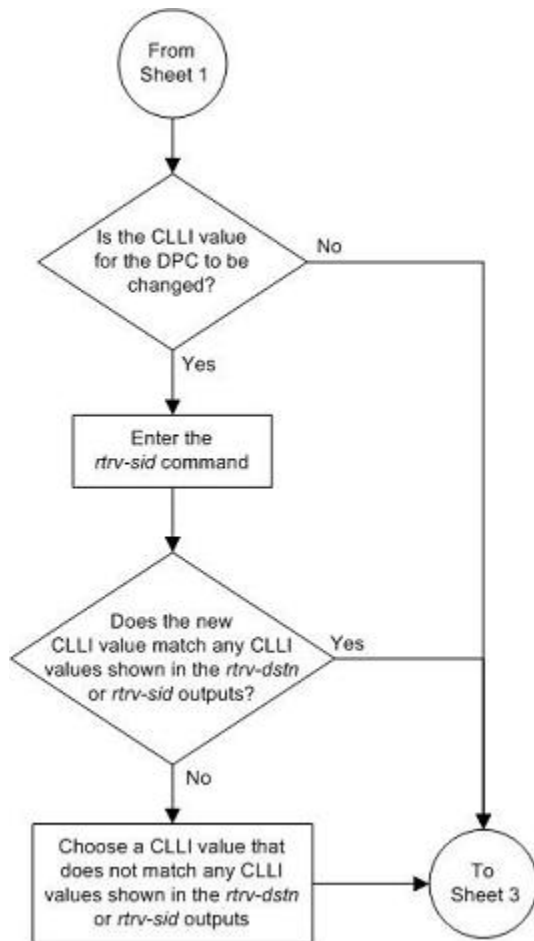 From
Sheet 1
Is the CLLI value
for the DPC to be
changed?
No
Yes
Enter the
rtrv-sid command
Does the new
CLLI value match any CLLI
values shown in the rtrv-dstn
or rtrv-sid outputs?
Yes
No
Choose a CLLI value that
does not match any CLLI
values shown in the rtrv-dstn
or rtrv-sid outputs
To
Sheet 3